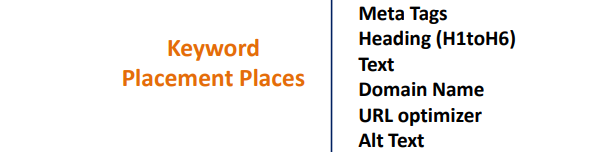 Keyword
Placement Places
Meta Tags
Heading (H1toH6)
Text
Domain Name
URL optimizer
Alt Text